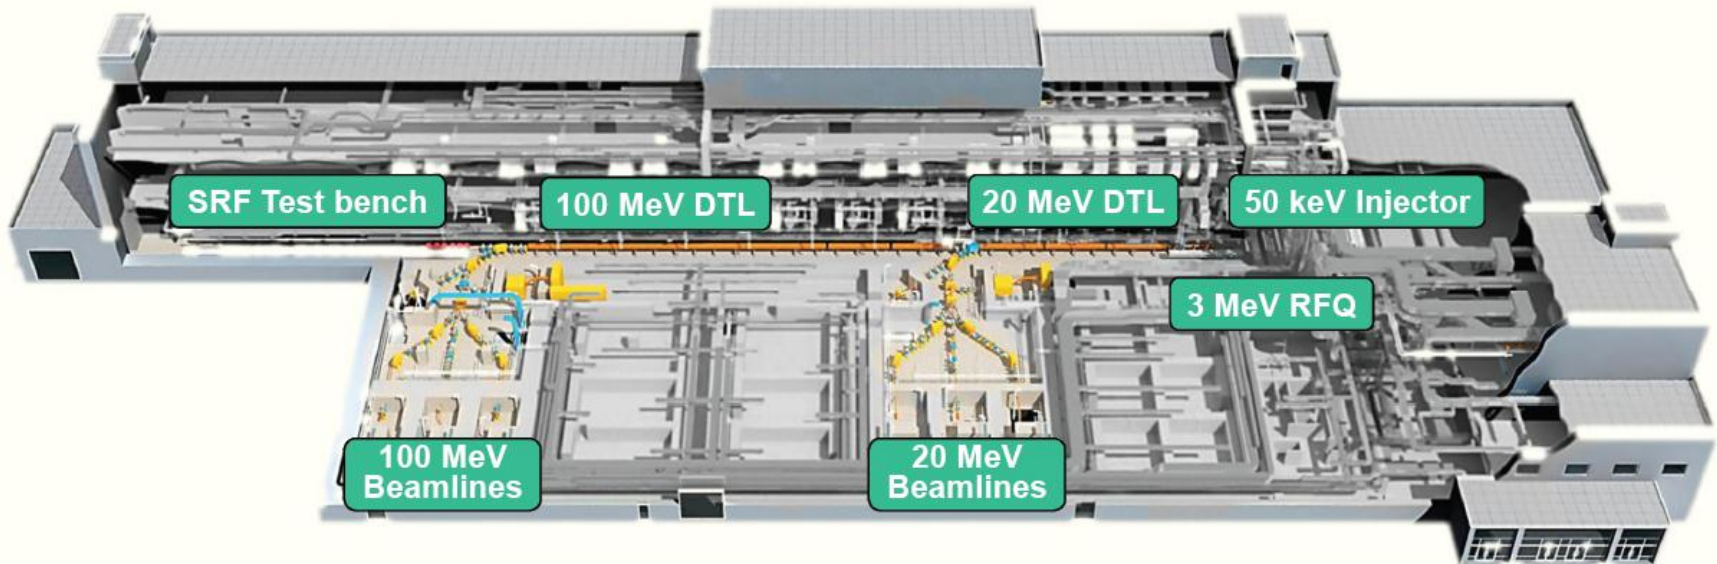 SRF Test bench
100 MeV DTL
20 MeV DTL
50 keV Injector
3 MeV RFQ
100 MeV
Beamlines
20 MeV
Beamlines